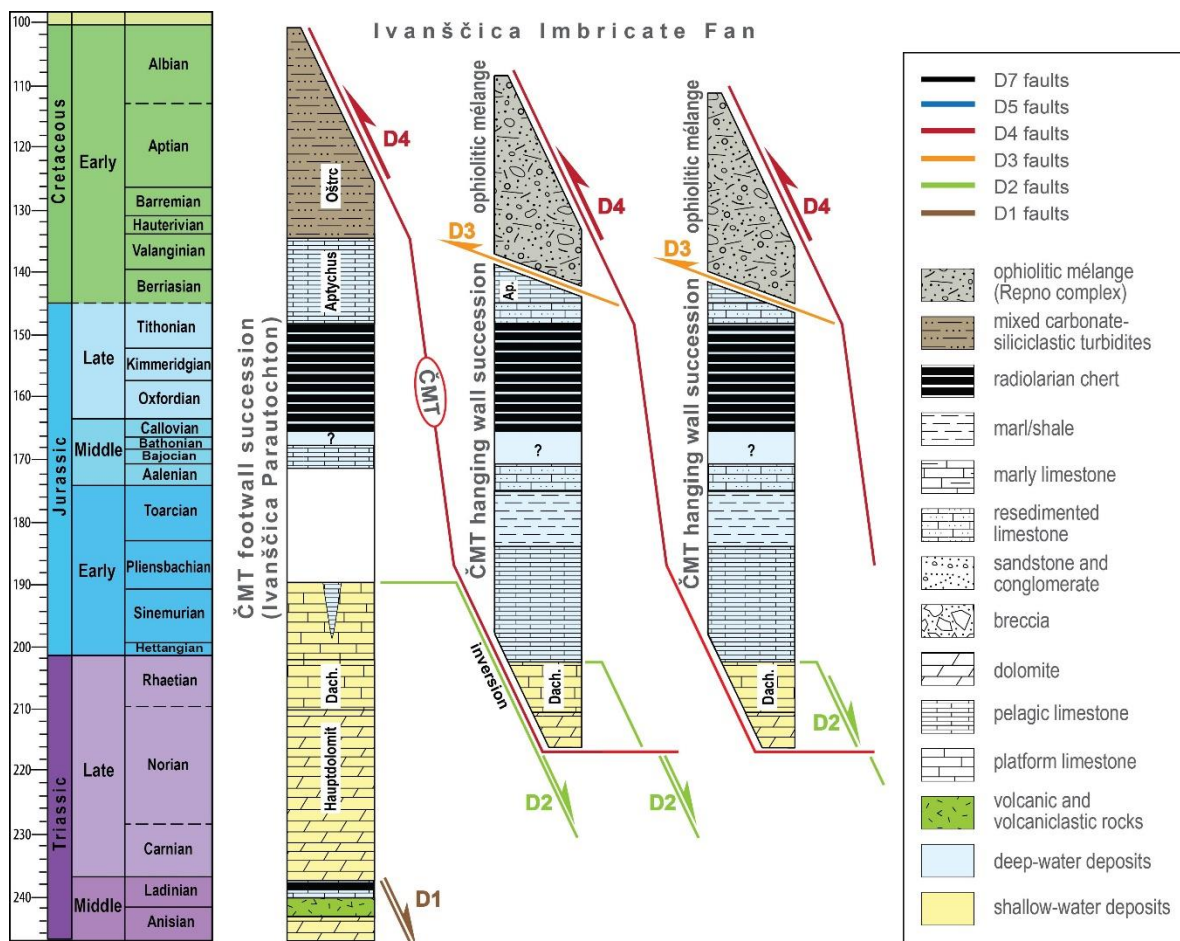 Ivanščica Imbricate Fan
100
110
120
130
140
150
160
170
180
190
200
210
220
230
240
Cretaceous
Jurassic
Triassic
Early
Late
Middle
Early
Late
Middle
Albian
Aptian
Barremian
Hauterivian
Valanginian
Berriasian
Tithonian
Kimmeridgian
Oxfordian
Callovian
Bathonian
Bajocian
Aalenian
Toarcian
Pliensbachian
Sinemurian
Hettangian
Rhaetian
Norian
Carnian
Ladinian
Anisian
ČMT footwall succession
(Ivanščica Parautochton)
Oštrc
Aptychus
?
Dach.
Hauptdolomit
D1
D4
ČMT
inversion
D2
ČMT hanging wall succession
ophiolitic mélange
D4
D3
Ap.
?
Dach.
D2
ČMT hanging wall succession
ophiolitic mélange
D4
D3
?
Dach.
D2
D7 faults
D5 faults
D4 faults
D3 faults
D2 faults
D1 faults
ophiolitic mélange
(Repno complex)
mixed carbonate-
siliciclastic turbidites
radiolarian chert
marl/shale
marly limestone
resedimented
limestone
sandstone and
conglomerate
breccia
dolomite
pelagic limestone
platform limestone
volcanic and
volcaniclastic rocks
deep-water deposits
shallow-water deposits